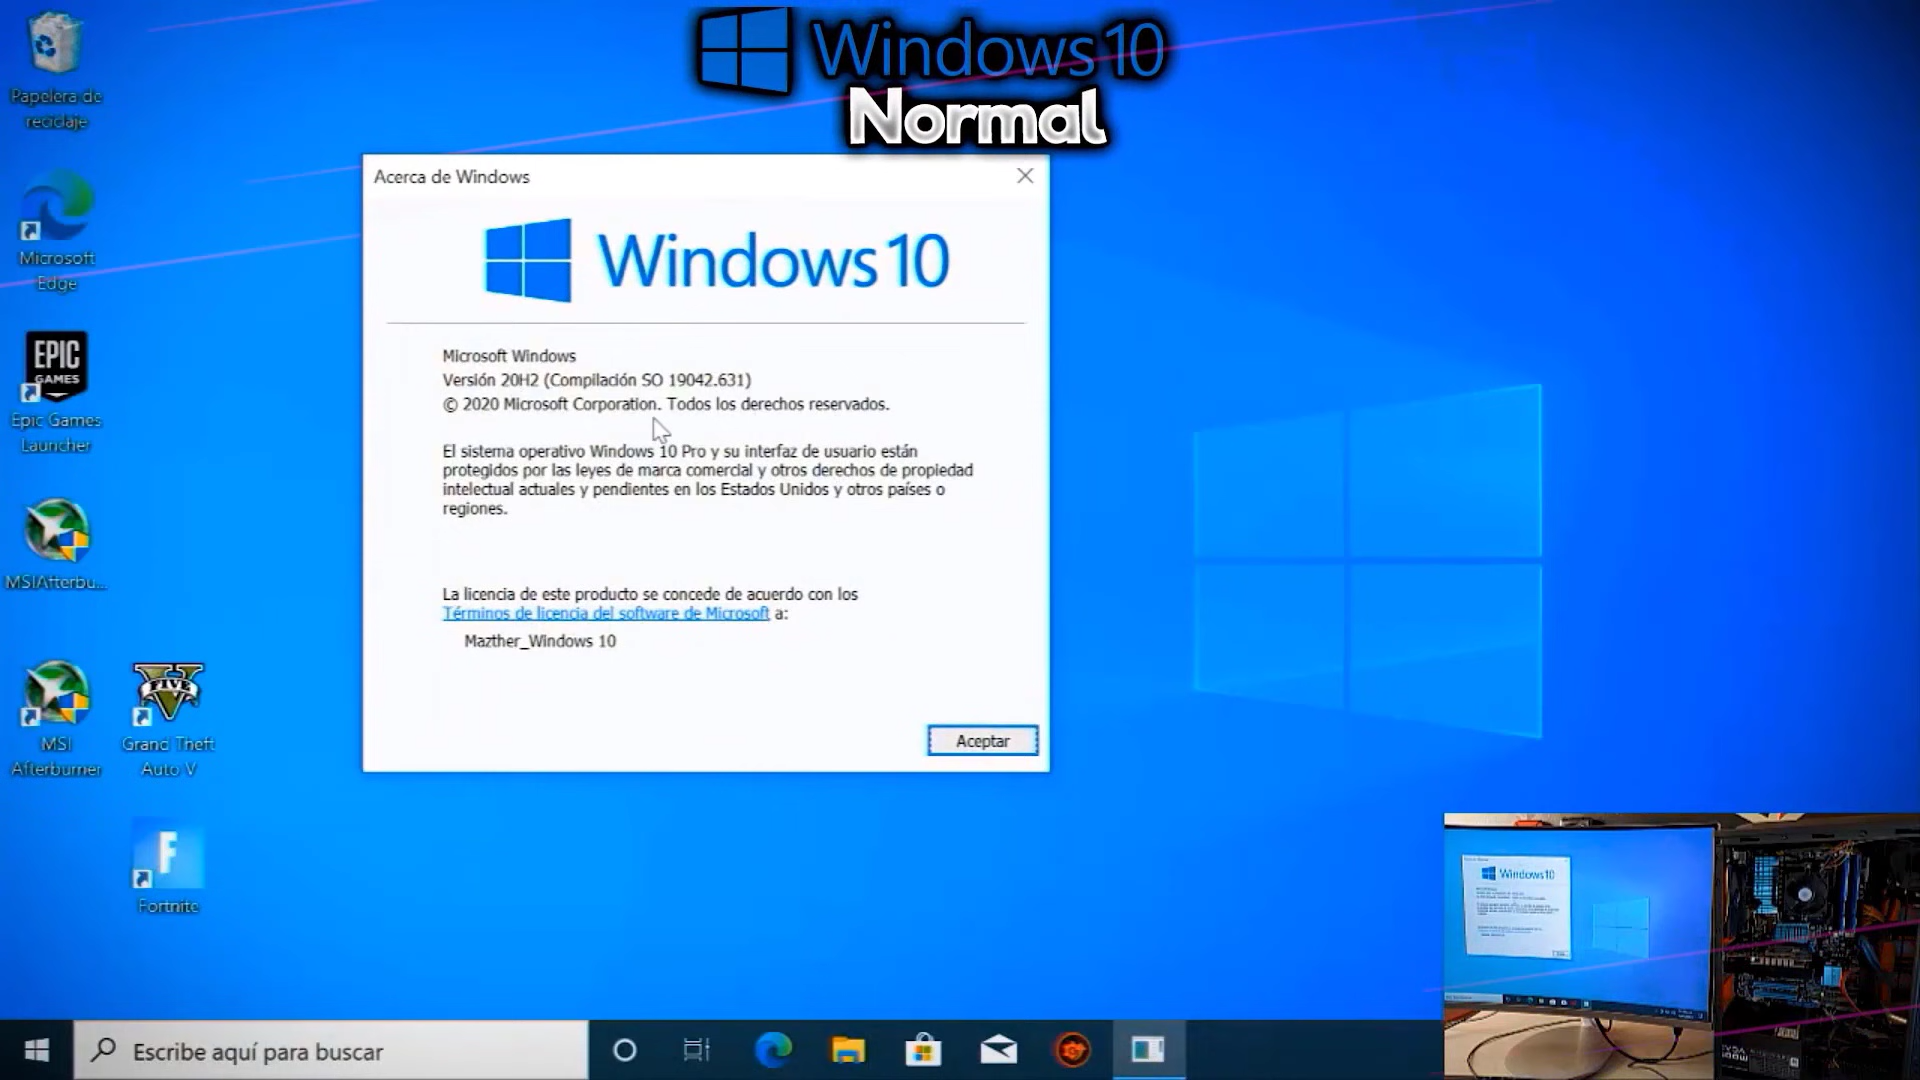 Windows 10
Normal
Papelera de
reciclaje
Microsoft
Edge
EPIC
GAMES
Epic Games
Launcher
MSIAfterbu...
MSI
Afterburner
FIVE
Grand Theft
Auto V
F
Fortnite
Acerca de Windows
Windows 10
Microsoft Windows
Versión 20H2 (Compilación SO 19042.631)
© 2020 Microsoft Corporation. Todos los derechos reservados.
El sistema operativo Windows 10 Pro y su interfaz de usuario están
protegidos por las leyes de marca comercial y otros derechos de propiedad
intelectual actuales y pendientes en los Estados Unidos y otros países o
regiones.
La licencia de este producto se concede de acuerdo con los
Términos de licencia del software de Microsoft a:
Mazther_Windows 10
Aceptar
Windows 10
Escribe aquí para buscar